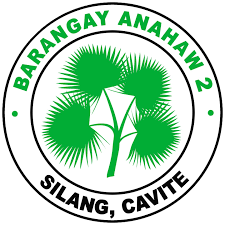 • BARANGAY ANAHAW 2 •
SILANG, CAVITE